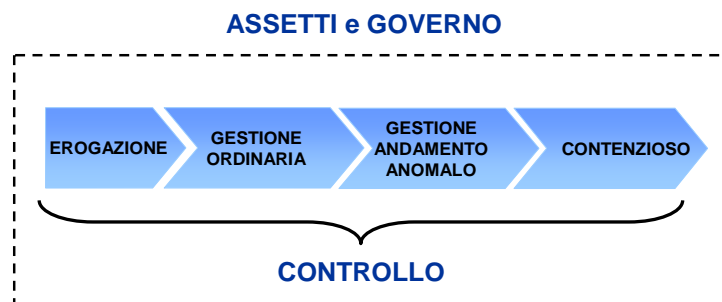 ASSETTI e GOVERNO
EROGAZIONE
GESTIONE
ORDINARIA
GESTIONE
ANDAMENTO
ANOMALO
CONTENZIOSO
CONTROLLO